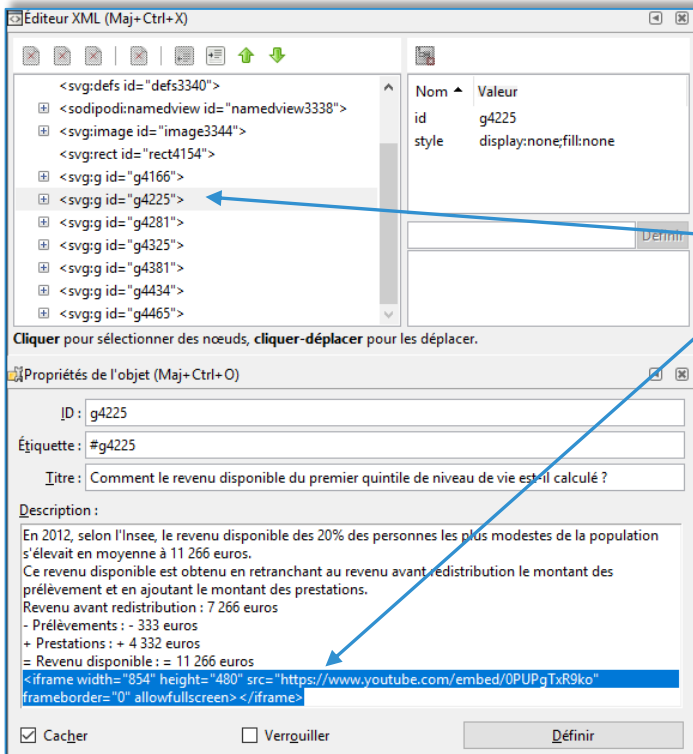 Éditeur XML (Maj+Ctrl+X)
<svg:defs id="defs3340">
<sodipodi:namedview id="namedview3338">
<svg:image id="image3344">
<svg:rect id="rect4154">
<svg:g id="g4166">
<svg:g id="g4225">
<svg:g id="g4281">
<svg:g id="g4325">
<svg:g id="g4381">
<svg:g id="g4434">
<svg:g id="g4465">
Nom Valeur
id g4225
style display:none;fill:none
Définir
Cliquer pour sélectionner des nœuds, cliquer-déplacer pour les déplacer.
Propriétés de l'objet (Maj+Ctrl+O)
ID : g4225
Étiquette : #g4225
Titre : Comment le revenu disponible du premier quintile de niveau de vie est-il calculé ?
Description :
En 2012, selon l'Insee, le revenu disponible des 20% des personnes les plus modestes de la population
s'élevait en moyenne à 11 266 euros.
Ce revenu disponible est obtenu en retranchant au revenu avant redistribution le montant des
prélèvement et en ajoutant le montant des prestations.
Revenu avant redistribution : 7 266 euros
- Prélèvements : - 333 euros
+ Prestations : + 4 332 euros
= Revenu disponible : = 11 266 euros
<iframe width="854" height="480" src="https://www.youtube.com/embed/0PUPgTxR9ko"
frameborder="0" allowfullscreen></iframe>
Cacher Verrouiller Définir